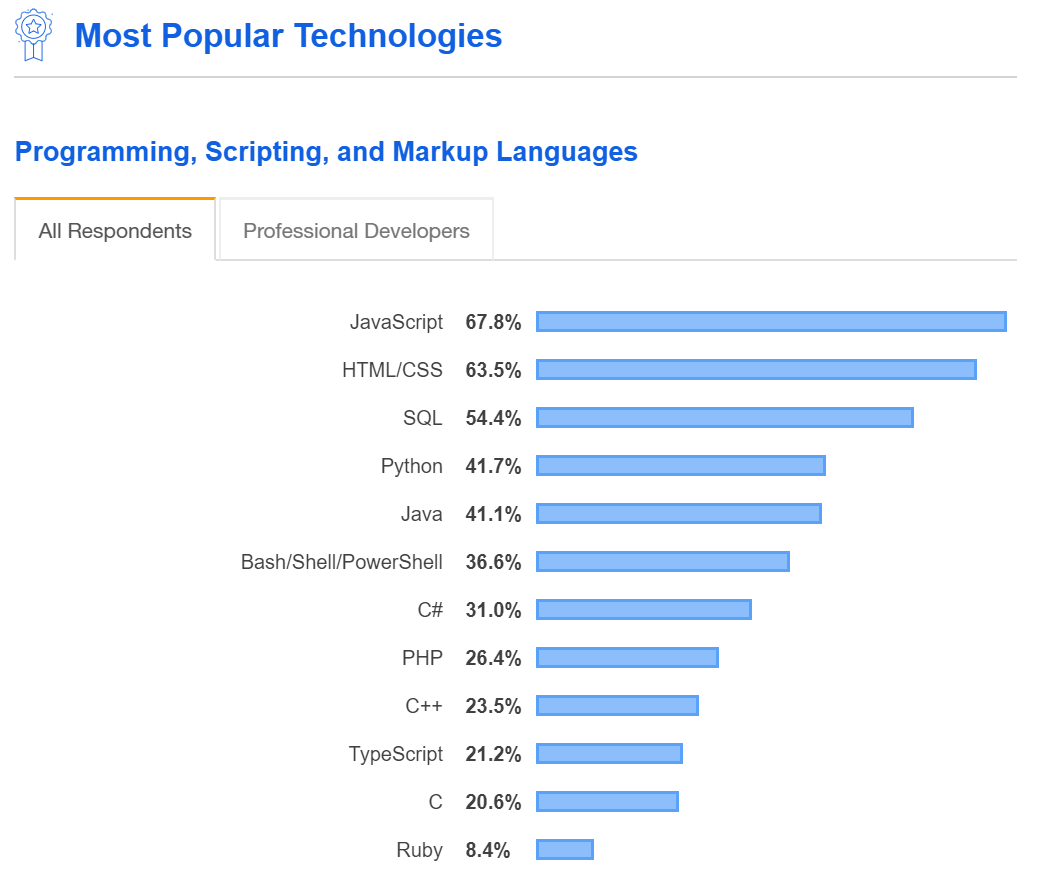 Most Popular Technologies
Programming, Scripting, and Markup Languages
All Respondents Professional Developers
JavaScript 67.8%
HTML/CSS 63.5%
SQL 54.4%
Python 41.7%
Java 41.1%
Bash/Shell/PowerShell 36.6%
C# 31.0%
PHP 26.4%
C++ 23.5%
TypeScript 21.2%
C 20.6%
Ruby 8.4%